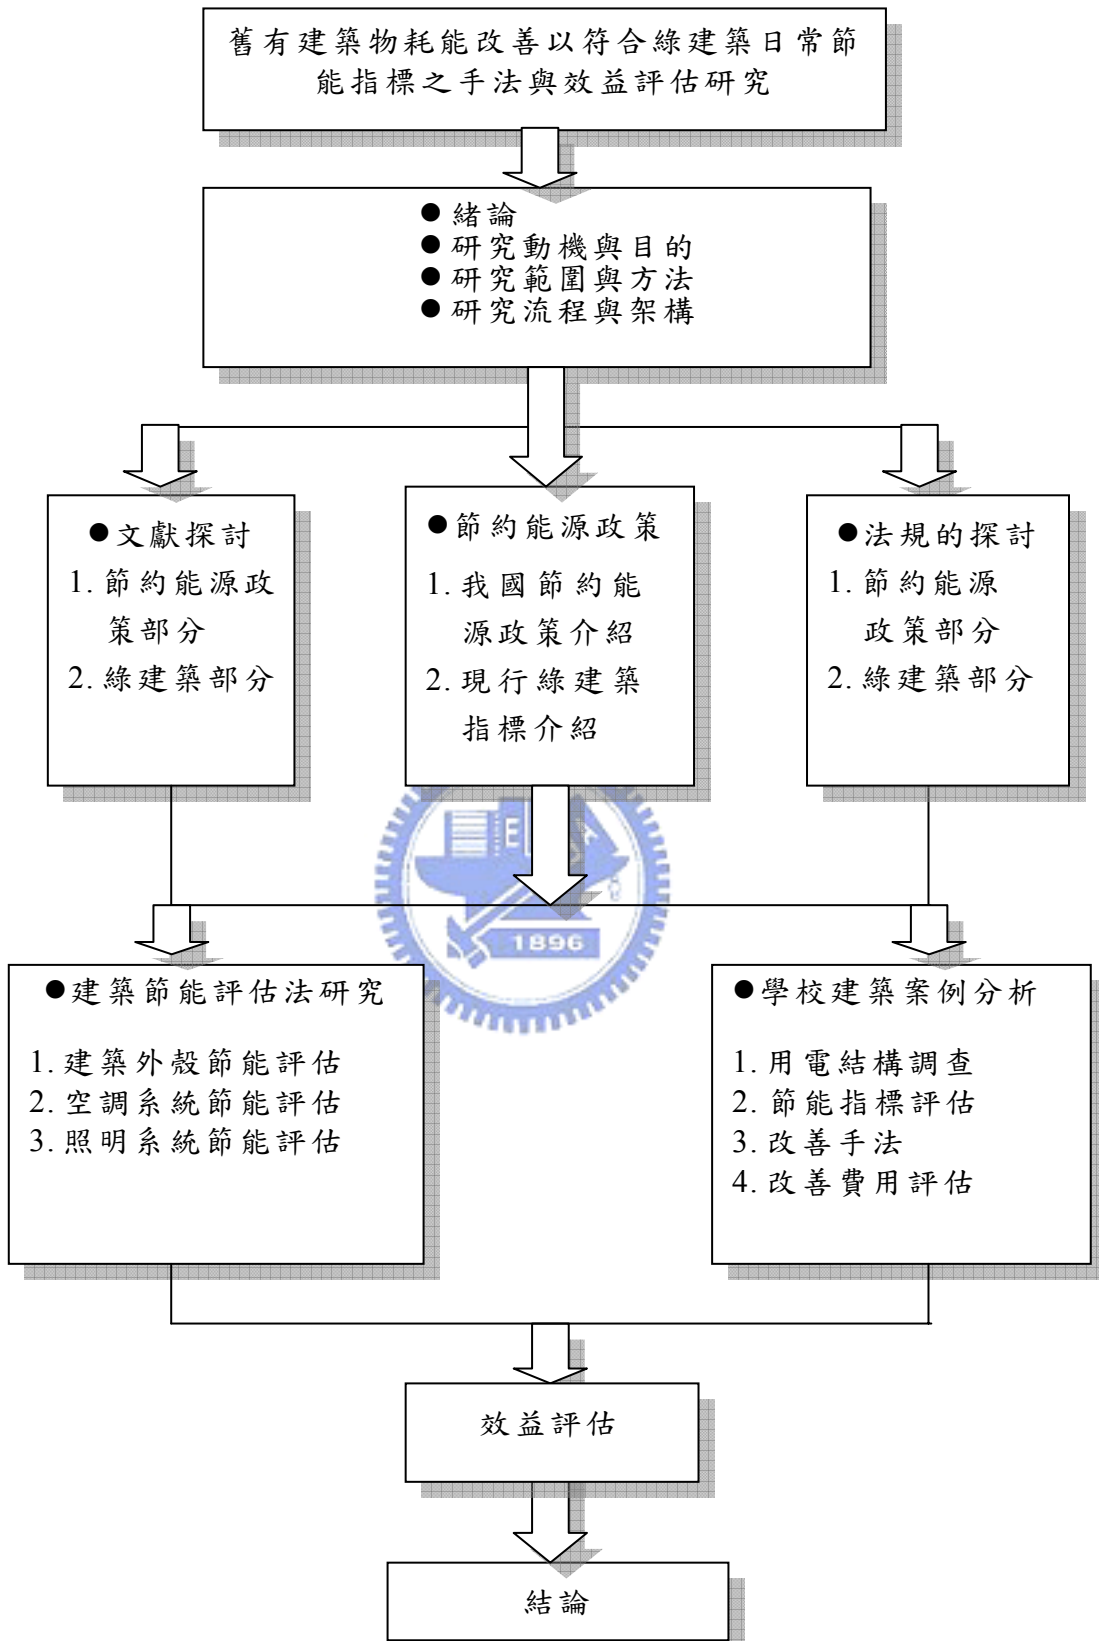 舊有建築物耗能改善以符合綠建築日常節
能指標之手法與效益評估研究
●緒論
●研究動機與目的
●研究範圍與方法
●研究流程與架構
●文獻探討
1. 節約能源政
策部分
2. 綠建築部分
●節約能源政策
1. 我國節約能
源政策介紹
2. 現行綠建築
指標介紹
●法規的探討
1. 節約能源
政策部分
2. 綠建築部分
1896
●建築節能評估法研究
1. 建築外殼節能評估
2. 空調系統節能評估
3. 照明系統節能評估
●學校建築案例分析
1. 用電結構調查
2. 節能指標評估
3. 改善手法
4. 改善費用評估
效益評估
結論